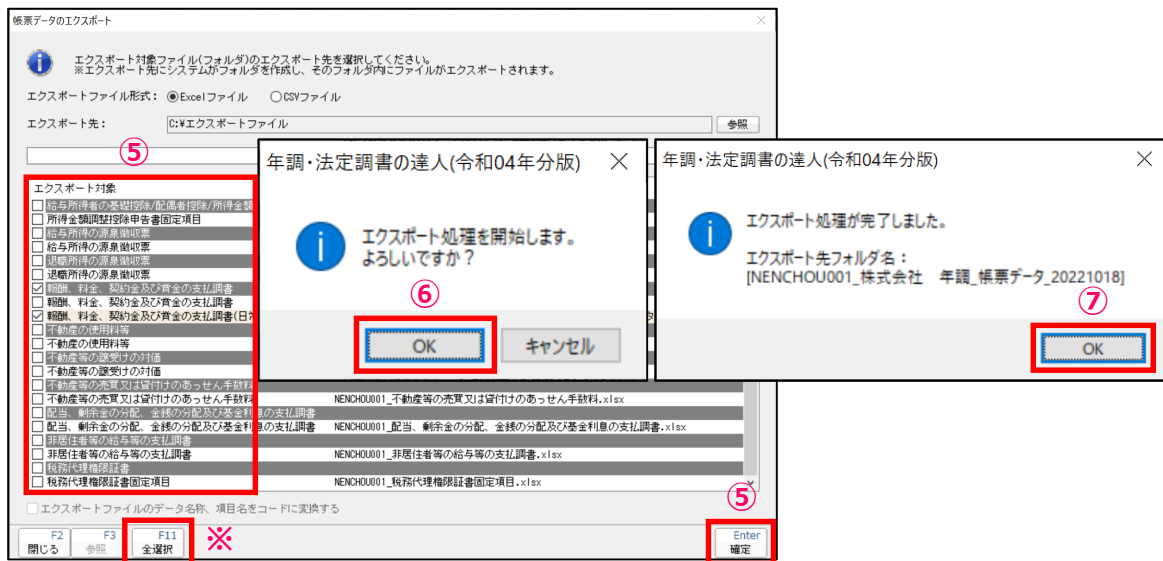 帳票データのエクスポート
エクスポート対象ファイル(フォルダ)のエクスポート先を選択してください。
※エクスポート先にシステムがフォルダを作成し、そのフォルダ内にファイルがエクスポートされます。
エクスポートファイル形式： Excelファイル CSVファイル
エクスポート先： C:¥エクスポートファイル 参照
⑤
エクスポート対象
給与所得者の基礎控除/配偶者控除/所得金額
所得金額調整控除申告書固定項目
給与所得の源泉徴収票
給与所得の源泉徴収票
退職所得の源泉徴収票
退職所得の源泉徴収票
報酬、料金、契約金及び賞金の支払調書
報酬、料金、契約金及び賞金の支払調書
報酬、料金、契約金及び賞金の支払調書(日
不動産の使用料等
不動産の使用料等
不動産等の譲受けの対価
不動産等の譲受けの対価
不動産等の売買又は貸付けのあっせん手数料
不動産等の売買又は貸付けのあっせん手数料 NENCHOU001_不動産等の売買又は貸付けのあっせん手数料.xlsx
配当、剰余金の分配、金銭の分配及び基金利息の支払調書
配当、剰余金の分配、金銭の分配及び基金利息の支払調書 NENCHOU001_配当、剰余金の分配、金銭の分配及び基金利息の支払調書.xlsx
非居住者等の給与等の支払調書
非居住者等の給与等の支払調書 NENCHOU001_非居住者等の給与等の支払調書.xlsx
税務代理権限証書
税務代理権限証書固定項目 NENCHOU001_税務代理権限証書固定項目.xlsx
エクスポートファイルのデータ名称、項目名をコードに変換する
⑤
F2 閉じる
F3 参照
F11 全選択
※
Enter 確定
年調・法定調書の達人(令和04年分版)
エクスポート処理を開始します。
よろしいですか？
⑥
OK キャンセル
年調・法定調書の達人(令和04年分版)
エクスポート処理が完了しました。
エクスポート先フォルダ名：
[NENCHOU001_株式会社　年調_帳票データ_20221018]
⑦
OK